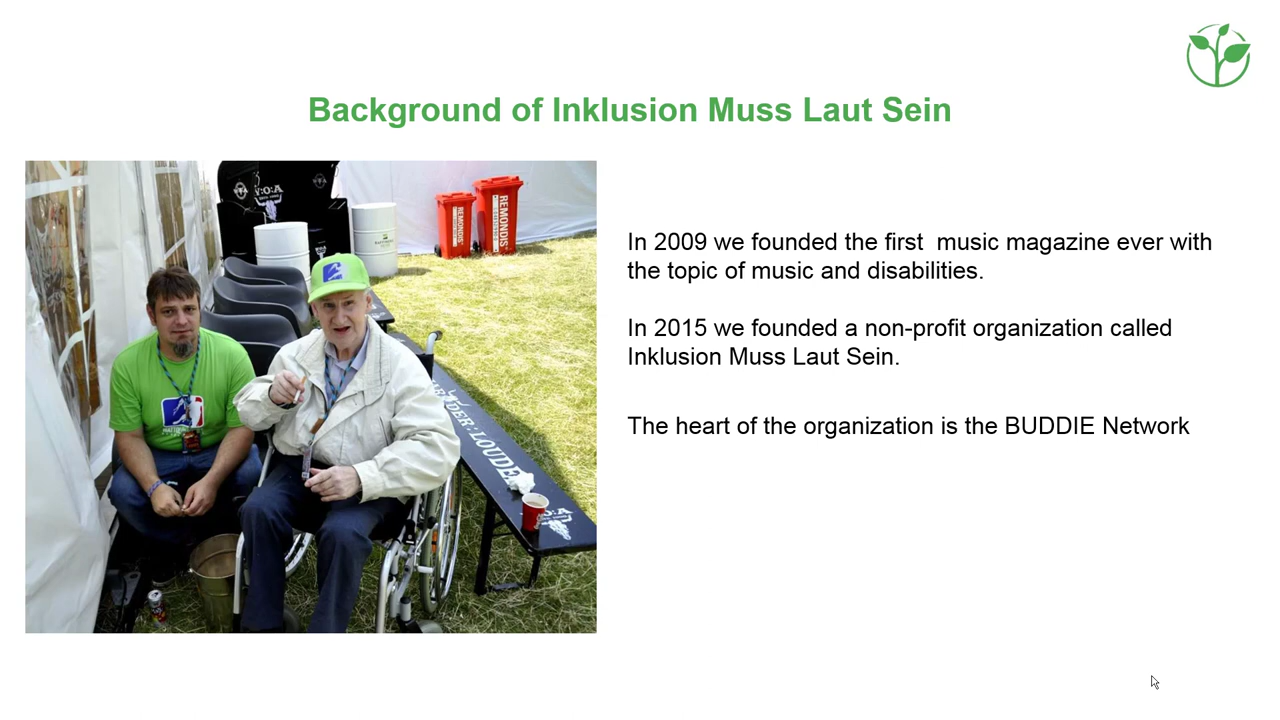 Background of Inklusion Muss Laut Sein
W:O:A
REMONDIS
REMONDIS
In 2009 we founded the first  music magazine ever with
the topic of music and disabilities.
In 2015 we founded a non-profit organization called
Inklusion Muss Laut Sein.
The heart of the organization is the BUDDIE Network